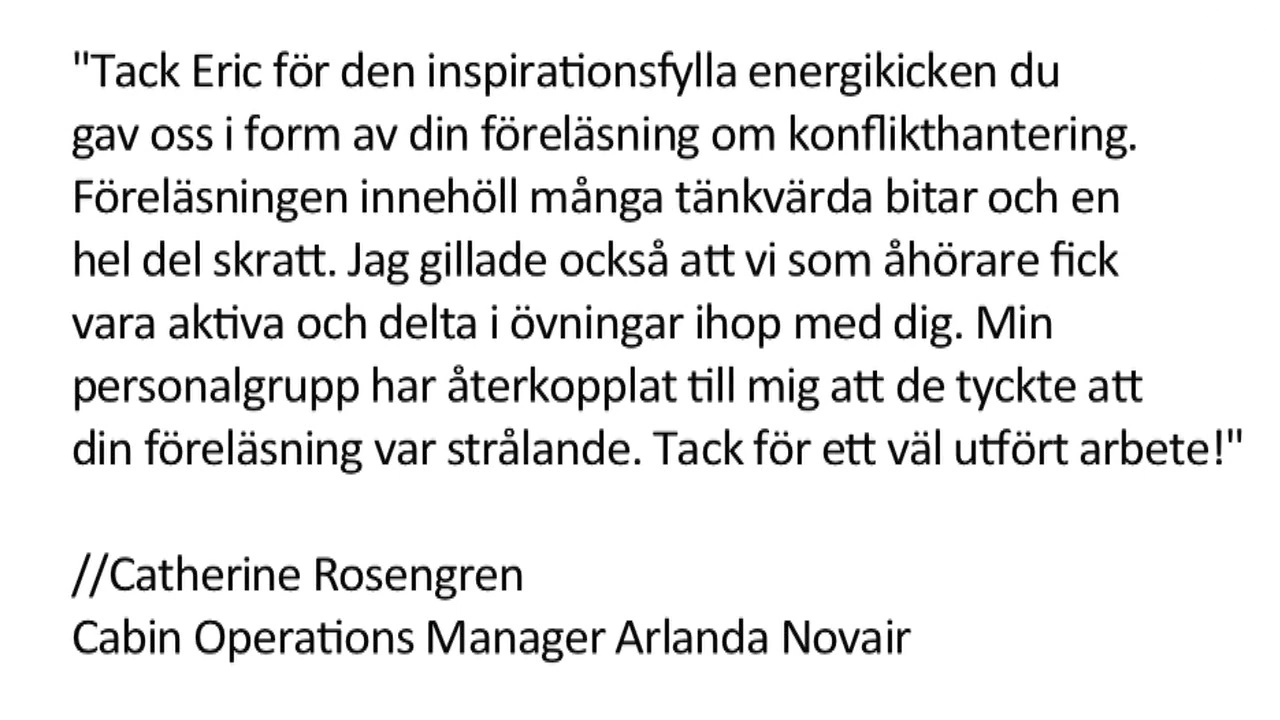 "Tack Eric för den inspirationsfylla energikicken du
gav oss i form av din föreläsning om konflikthantering.
Föreläsningen innehöll många tänkvärda bitar och en
hel del skratt. Jag gillade också att vi som åhörare fick
vara aktiva och delta i övningar ihop med dig. Min
personalgrupp har återkopplat till mig att de tyckte att
din föreläsning var strålande. Tack för ett väl utfört arbete!"
//Catherine Rosengren
Cabin Operations Manager Arlanda Novair